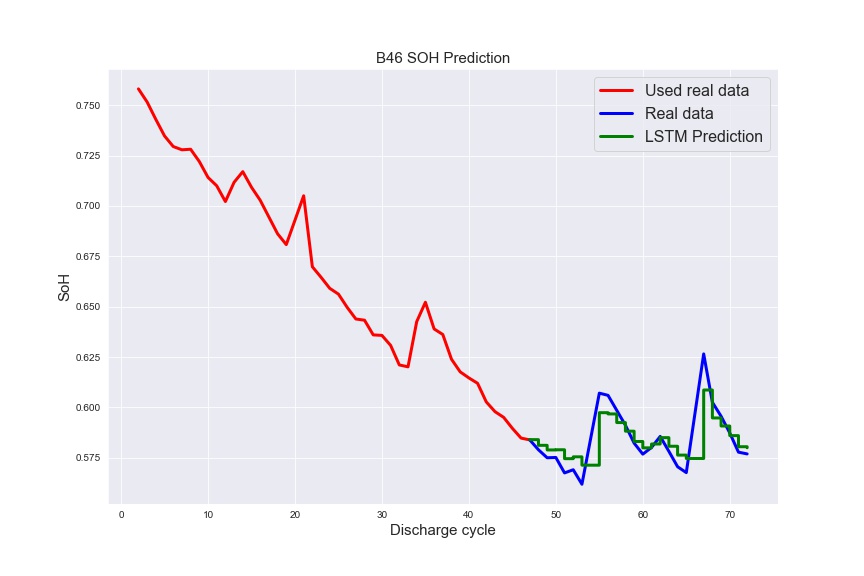 B46 SOH Prediction
Used real data
Real data
LSTM Prediction
0.750
0.725
0.700
0.675
0.650
0.625
0.600
0.575
SoH
0 10 20 30 40 50 60 70
Discharge cycle